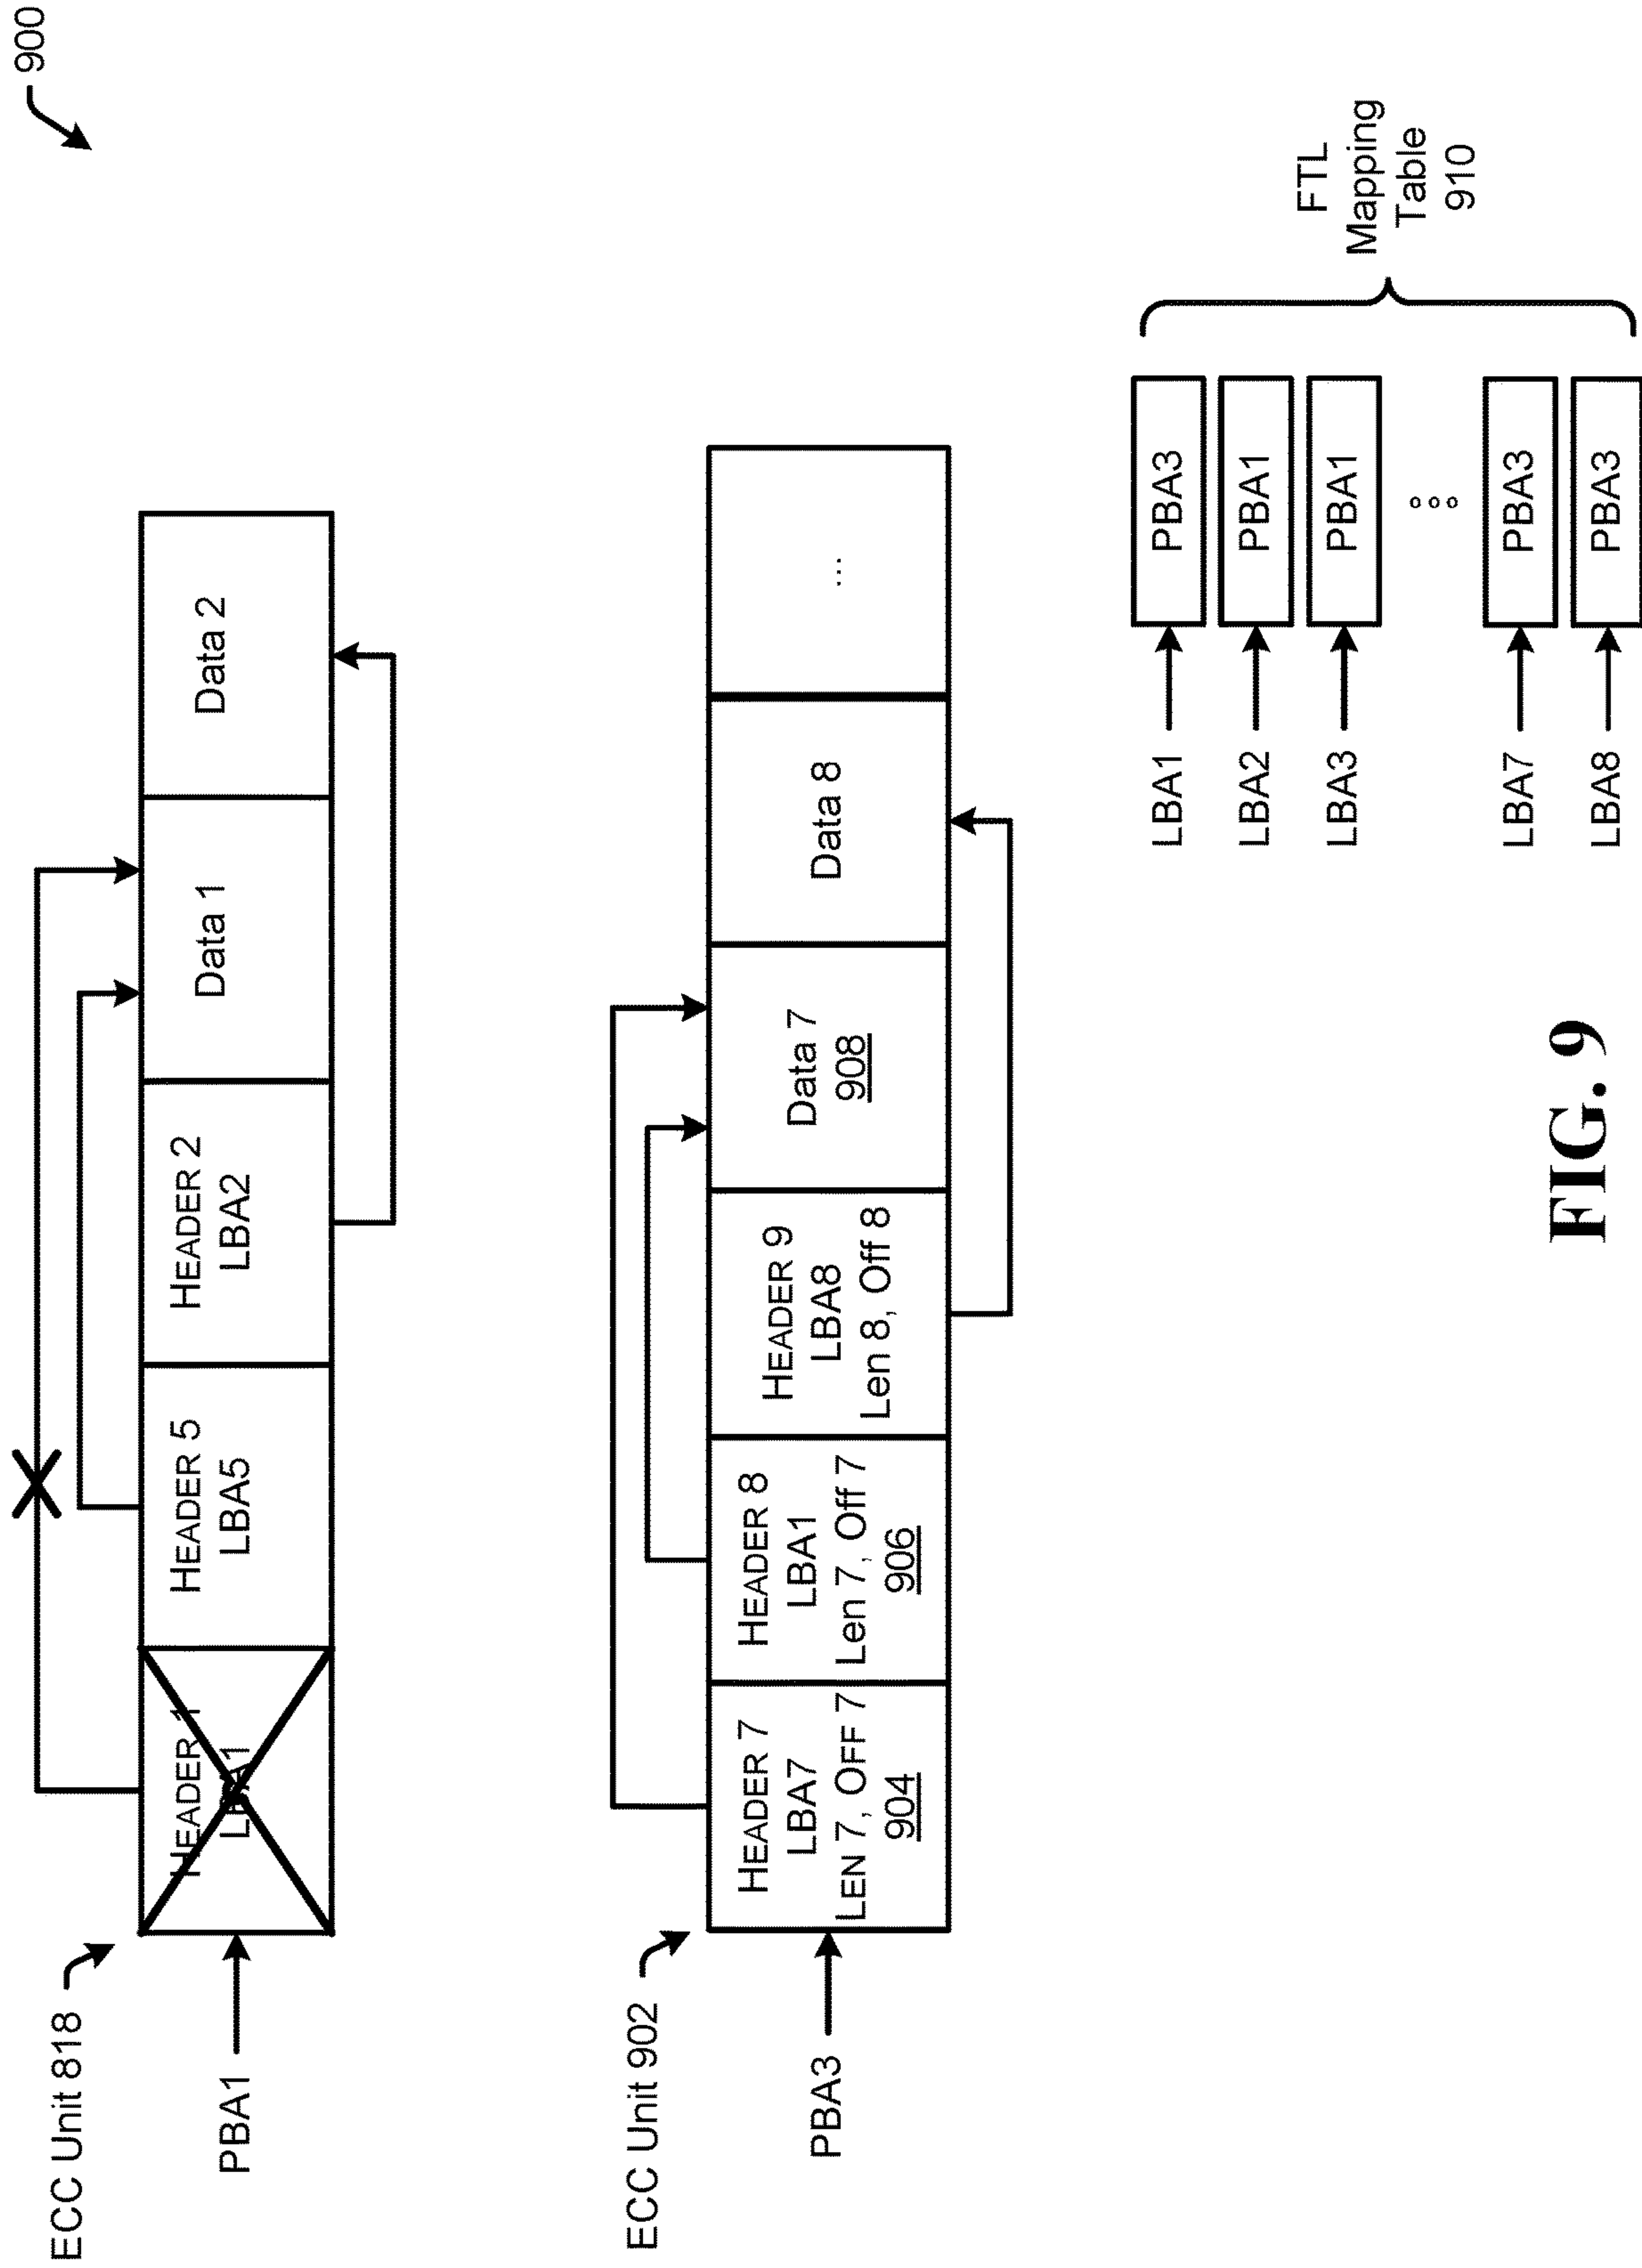 900
ECC Unit 818
PBA1
HEADER 1
LBA1
HEADER 5
LBA5
HEADER 2
LBA2
Data 1
Data 2
ECC Unit 902
PBA3
HEADER 7
LBA7
LEN 7, OFF 7
904
HEADER 8
LBA1
Len 7, Off 7
906
HEADER 9
LBA8
Len 8, Off 8
Data 7
908
Data 8
...
LBA1
PBA3
LBA2
PBA1
LBA3
PBA1
LBA7
PBA3
LBA8
PBA3
FTL
Mapping
Table
910
FIG. 9